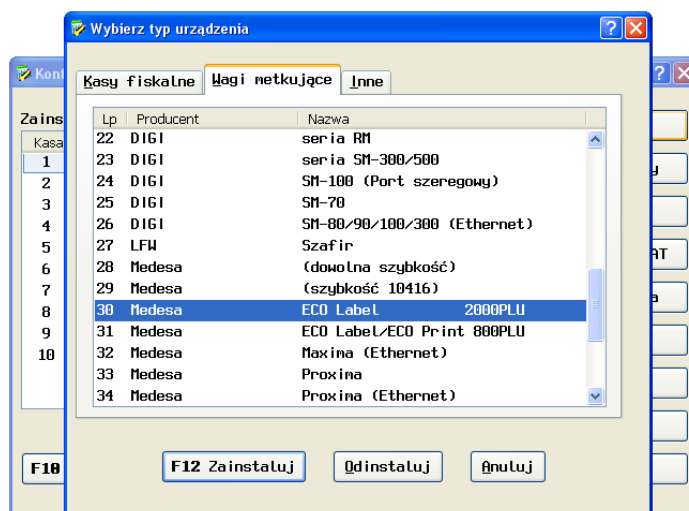 Wybierz typ urządzenia
Konf
Kasy fiskalne Wagi metkujące Inne
Zains
Kasa
Lp Producent Nazwa
22 DIGI seria RM
23 DIGI seria SM-300/500
24 DIGI SM-100 (Port szeregowy)
25 DIGI SM-70
26 DIGI SM-80/90/100/300 (Ethernet)
27 LFW Szafir
28 Medesa (dowolna szybkość)
29 Medesa (szybkość 10416)
30 Medesa ECO Label 2000PLU
31 Medesa ECO Label/ECO Print 800PLU
32 Medesa Maxima (Ethernet)
33 Medesa Proxima
34 Medesa Proxima (Ethernet)
1
2
3
4
5
6
7
8
9
10
y
AT
a
F10
F12 Zainstaluj Odinstaluj Anuluj